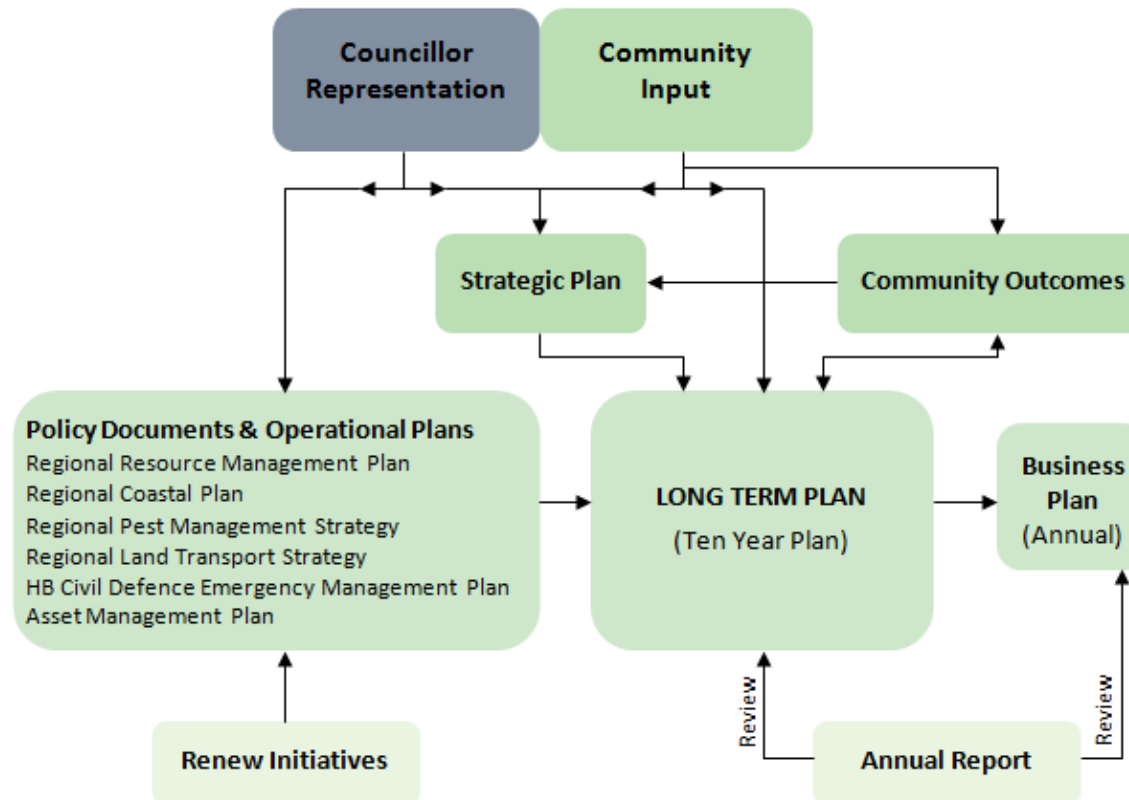 Councillor
Representation
Community
Input
Strategic Plan
Community Outcomes
Policy Documents & Operational Plans
Regional Resource Management Plan
Regional Coastal Plan
Regional Pest Management Strategy
Regional Land Transport Strategy
HB Civil Defence Emergency Management Plan
Asset Management Plan
LONG TERM PLAN
(Ten Year Plan)
Business
Plan
(Annual)
Renew Initiatives
Review
Annual Report
Review